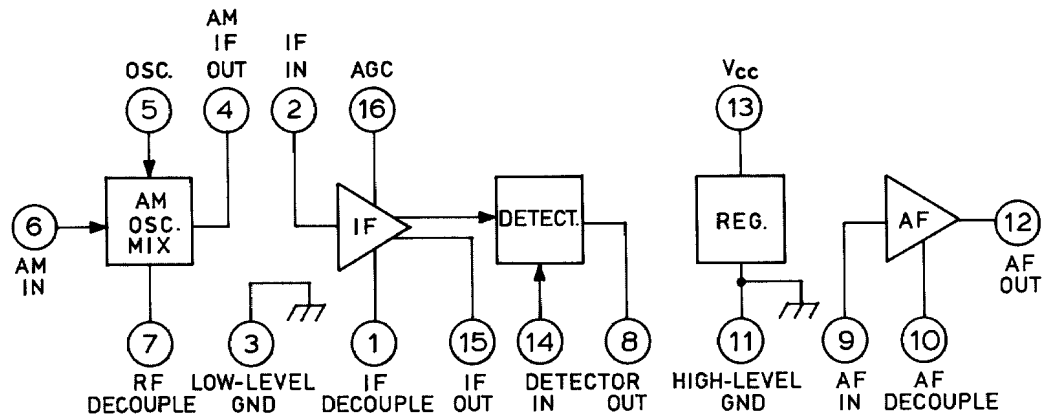 AM
IF
OUT
IF
IN
OSC.
AGC
Vcc
5
4
2
16
13
AM
OSC.
MIX
IF
DETECT.
REG.
AF
6
12
AM
IN
AF
OUT
7
3
1
15
14
8
11
9
10
RF
DECOUPLE
LOW-LEVEL
GND
IF
DECOUPLE
IF
OUT
DETECTOR
IN OUT
HIGH-LEVEL
GND
AF
IN
AF
DECOUPLE